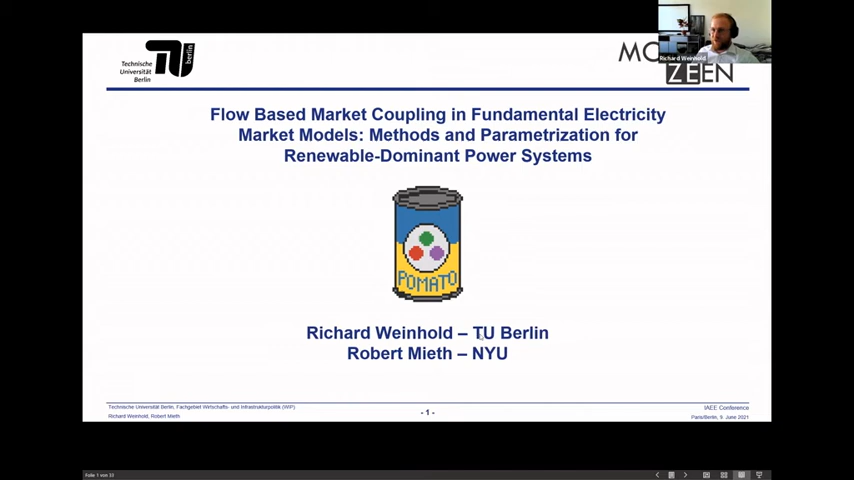 Technische
Universität
Berlin
berlin
MO
ZEEN
Richard Weinhold
Flow Based Market Coupling in Fundamental Electricity
Market Models: Methods and Parametrization for
Renewable-Dominant Power Systems
POMATO
Richard Weinhold – TU Berlin
Robert Mieth – NYU
Technische Universität Berlin, Fachgebiet Wirtschafts- und Infrastrukturpolitik (WIP)
Richard Weinhold, Robert Mieth
- 1 -
IAEE Conference
Paris/Berlin, 9. June 2021